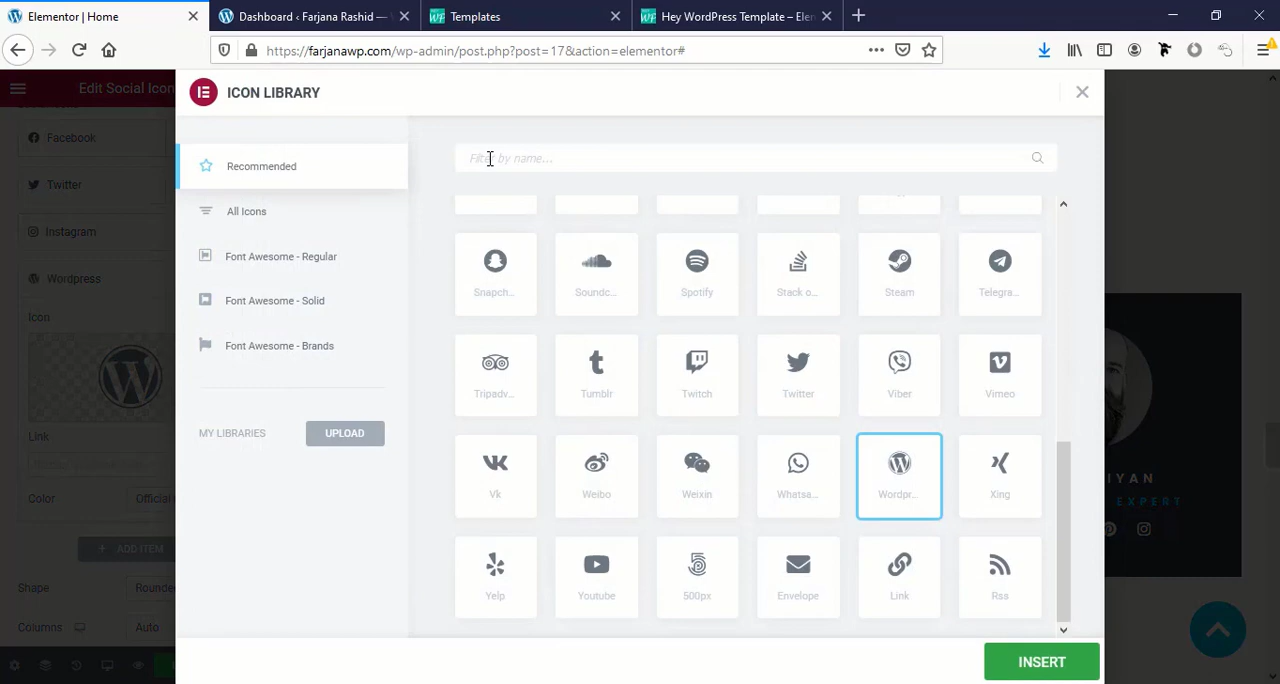 Elementor | Home
Dashboard ‹ Farjana Rashid —
Templates
Hey WordPress Template – Elem
https://farjanawp.com/wp-admin/post.php?post=17&action=elementor#
Edit Social Icon
ICON LIBRARY
Facebook
Twitter
Instagram
Wordpress
Icon
Link
Color
Official
ADD ITEM
Shape
Rounde
Columns
Auto
Recommended
All Icons
Font Awesome - Regular
Font Awesome - Solid
Font Awesome - Brands
MY LIBRARIES
UPLOAD
Filter by name...
Snapch...
Soundc...
Spotify
Stack o...
Steam
Telegra...
Tripadv...
Tumblr
Twitch
Twitter
Viber
Vimeo
Vk
Weibo
Weixin
Whatsa...
Wordpr...
Xing
Yelp
Youtube
500px
Envelope
Link
Rss
INSERT
IYAN
EXPERT